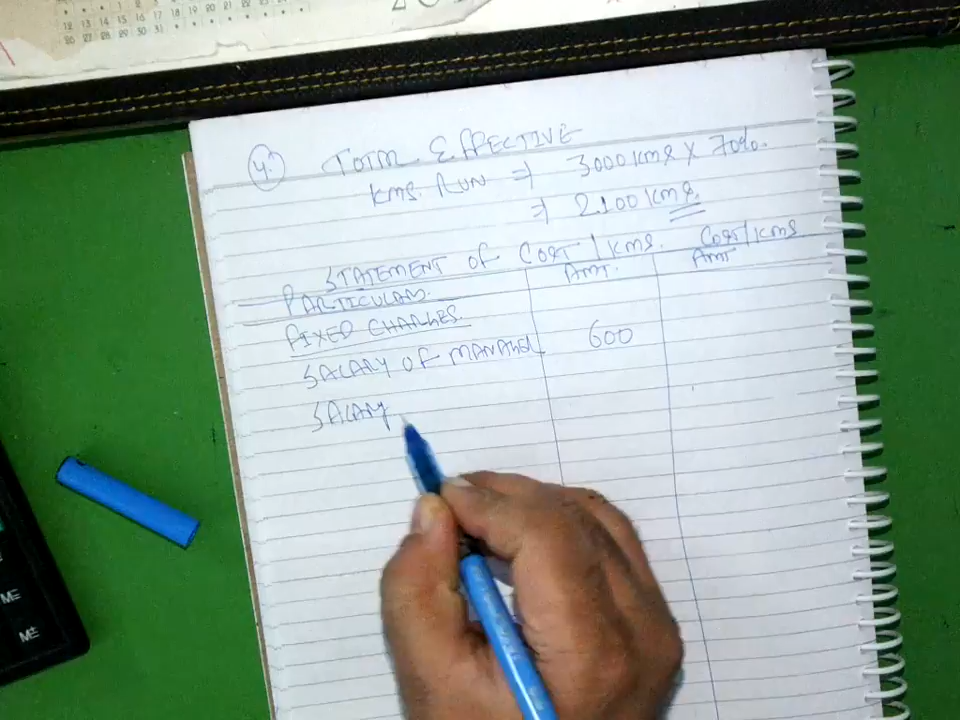 4.) TOTAL EFFECTIVE
KMS. RUN ⇒ 3000 KMS X 70%.
⇒ 2100 KMS.
STATEMENT OF COST / KMS.
PARTICULARS. AMT. COST/KMS AMT
FIXED CHARGES.
SALARY OF MANAGER 600
SALARY
M±